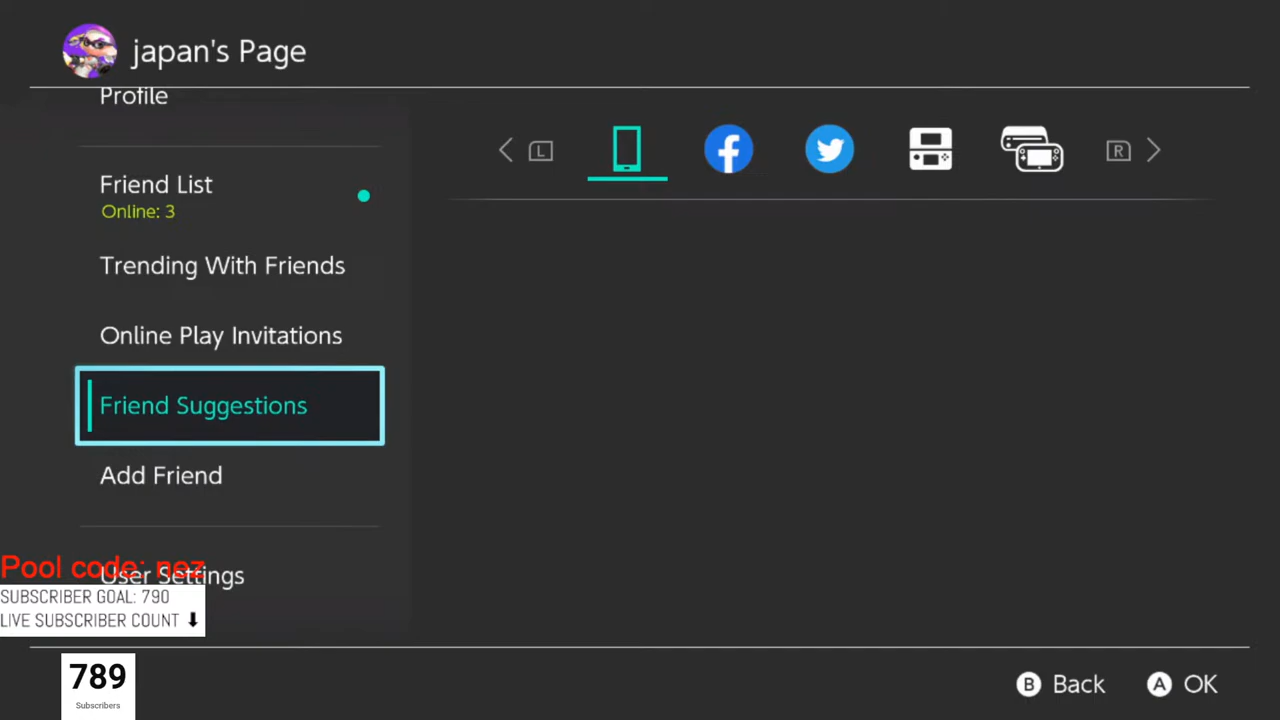 japan's Page
Profile
Friend List
Online: 3
Trending With Friends
Online Play Invitations
Friend Suggestions
Add Friend
User Settings
L
R
Pool code: nez
SUBSCRIBER GOAL: 790
LIVE SUBSCRIBER COUNT ⬇
789
Subscribers
B Back
A OK